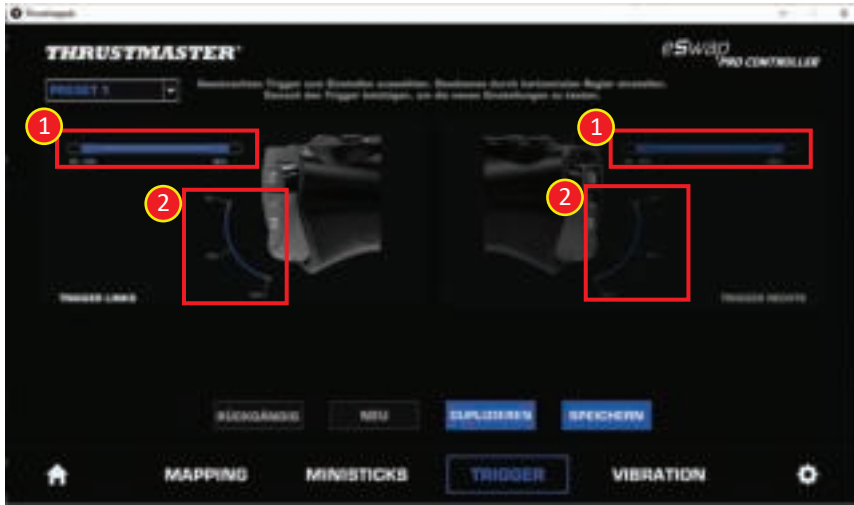 Thrustmapper
THRUSTMASTER®
eSwap
PRO CONTROLLER
PRESET 1
Gewünschten Trigger zum Einstellen auswählen. Deadzone durch horizontalen Regler einstellen.
Danach den Trigger betätigen, um die neuen Einstellungen zu testen.
1
1
2
2
TRIGGER LINKS
TRIGGER RECHTS
RÜCKGÄNGIG
NEU
DUPLIZIEREN
SPEICHERN
MAPPING
MINISTICKS
TRIGGER
VIBRATION